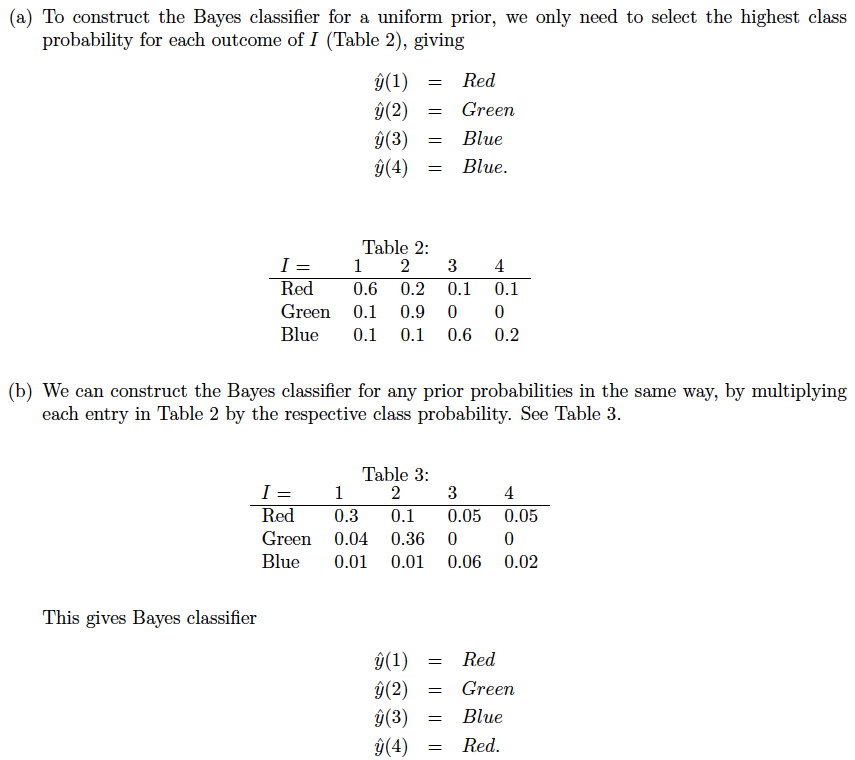 (a) To construct the Bayes classifier for a uniform prior, we only need to select the highest class
probability for each outcome of I (Table 2), giving
ŷ(1) = Red
ŷ(2) = Green
ŷ(3) = Blue
ŷ(4) = Blue.
Table 2:
I = 1 2 3 4
Red 0.6 0.2 0.1 0.1
Green 0.1 0.9 0 0
Blue 0.1 0.1 0.6 0.2
(b) We can construct the Bayes classifier for any prior probabilities in the same way, by multiplying
each entry in Table 2 by the respective class probability. See Table 3.
Table 3:
I = 1 2 3 4
Red 0.3 0.1 0.05 0.05
Green 0.04 0.36 0 0
Blue 0.01 0.01 0.06 0.02
This gives Bayes classifier
ŷ(1) = Red
ŷ(2) = Green
ŷ(3) = Blue
ŷ(4) = Red.